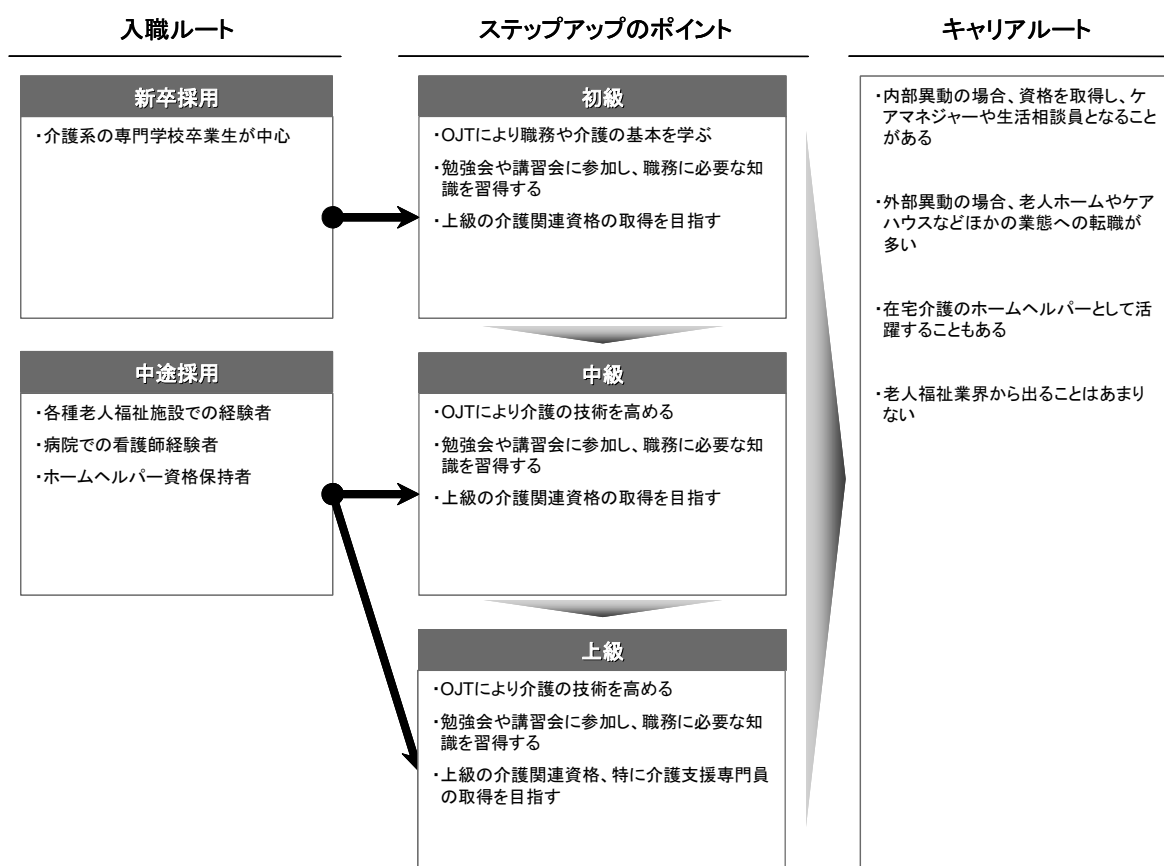 入職ルート
新卒採用
・介護系の専門学校卒業生が中心
中途採用
・各種老人福祉施設での経験者
・病院での看護師経験者
・ホームヘルパー資格保持者
ステップアップのポイント
初級
・OJTにより職務や介護の基本を学ぶ
・勉強会や講習会に参加し、職務に必要な知
識を習得する
・上級の介護関連資格の取得を目指す
中級
・OJTにより介護の技術を高める
・勉強会や講習会に参加し、職務に必要な知
識を習得する
・上級の介護関連資格の取得を目指す
上級
・OJTにより介護の技術を高める
・勉強会や講習会に参加し、職務に必要な知
識を習得する
・上級の介護関連資格、特に介護支援専門員
の取得を目指す
キャリアルート
・内部異動の場合、資格を取得し、ケ
アマネジャーや生活相談員となること
がある
・外部異動の場合、老人ホームやケア
ハウスなどほかの業態への転職が
多い
・在宅介護のホームヘルパーとして活
躍することもある
・老人福祉業界から出ることはあまり
ない